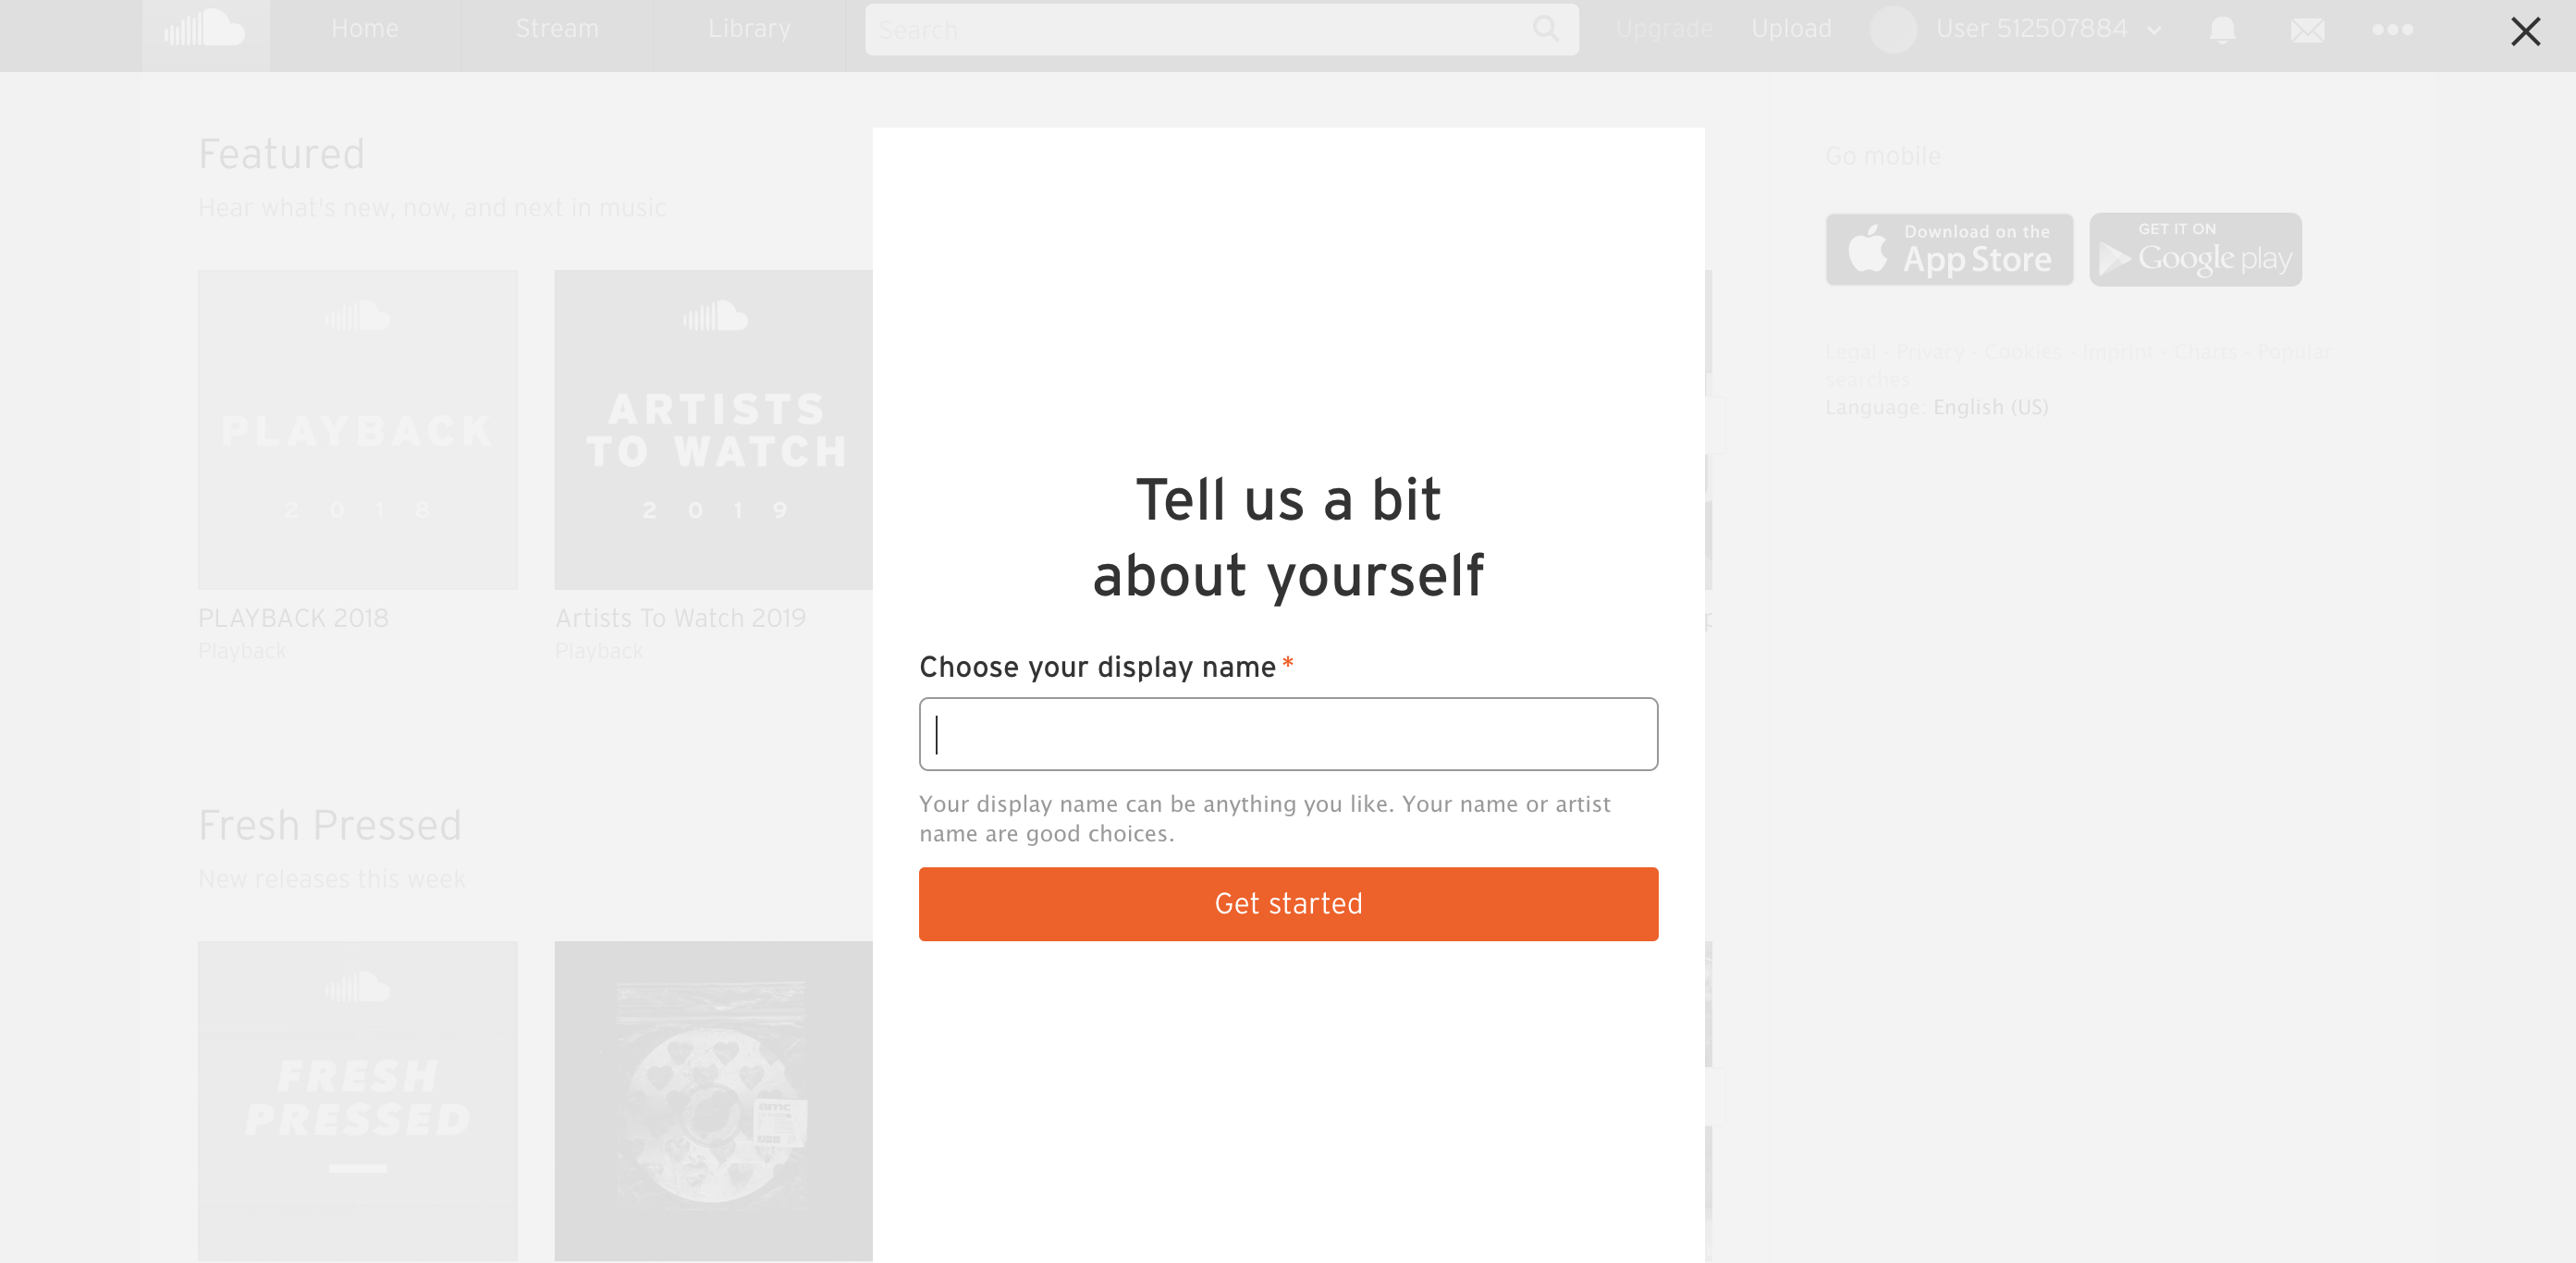 Home
Stream
Library
Search
Upgrade
Upload
User 512507884
Featured
Hear what's new, now, and next in music
PLAYBACK
2018
PLAYBACK 2018
Playback
ARTISTS
TO WATCH
2019
Artists To Watch 2019
Playback
Fresh Pressed
New releases this week
FRESH
PRESSED
amc
Tell us a bit
about yourself
Choose your display name *
Your display name can be anything you like. Your name or artist
name are good choices.
Get started
Go mobile
Download on the
App Store
GET IT ON
Google play
Legal - Privacy - Cookies - Imprint - Charts - Popular
searches
Language: English (US)